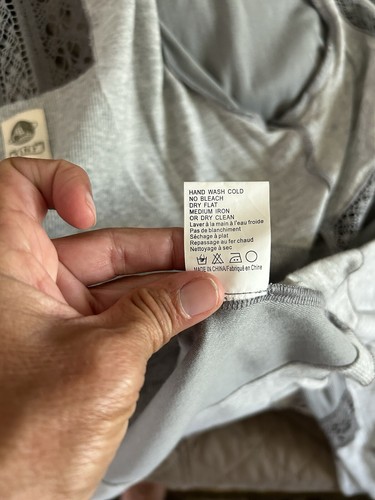 HAND WASH COLD
NO BLEACH
DRY FLAT
MEDIUM IRON
OR DRY CLEAN
Laver à la main à l'eau froide
Pas de blanchiment
Séchage à plat
Repassage au fer chaud
Nettoyage à sec
MADE IN CHINA/Fabriqué en Chine